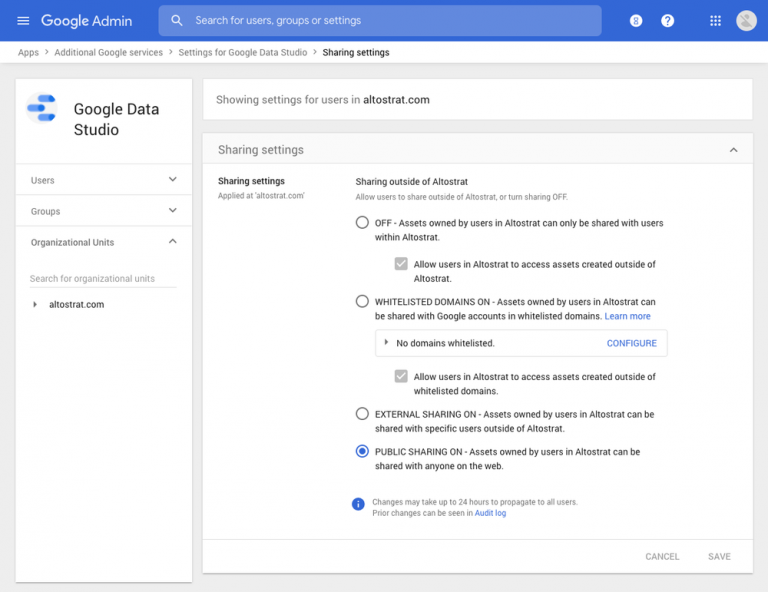 Google Admin
Search for users, groups or settings
Apps > Additional Google services > Settings for Google Data Studio > Sharing settings
Google Data
Studio
Users
Groups
Organizational Units
Search for organizational units
altostrat.com
Showing settings for users in altostrat.com
Sharing settings
Sharing settings
Applied at 'altostrat.com'
Sharing outside of Altostrat
Allow users to share outside of Altostrat, or turn sharing OFF.
OFF - Assets owned by users in Altostrat can only be shared with users
within Altostrat.
Allow users in Altostrat to access assets created outside of
Altostrat.
WHITELISTED DOMAINS ON - Assets owned by users in Altostrat can
be shared with Google accounts in whitelisted domains. Learn more
No domains whitelisted. CONFIGURE
Allow users in Altostrat to access assets created outside of
whitelisted domains.
EXTERNAL SHARING ON - Assets owned by users in Altostrat can be
shared with specific users outside of Altostrat.
PUBLIC SHARING ON - Assets owned by users in Altostrat can be
shared with anyone on the web.
Changes may take up to 24 hours to propagate to all users.
Prior changes can be seen in Audit log
CANCEL SAVE